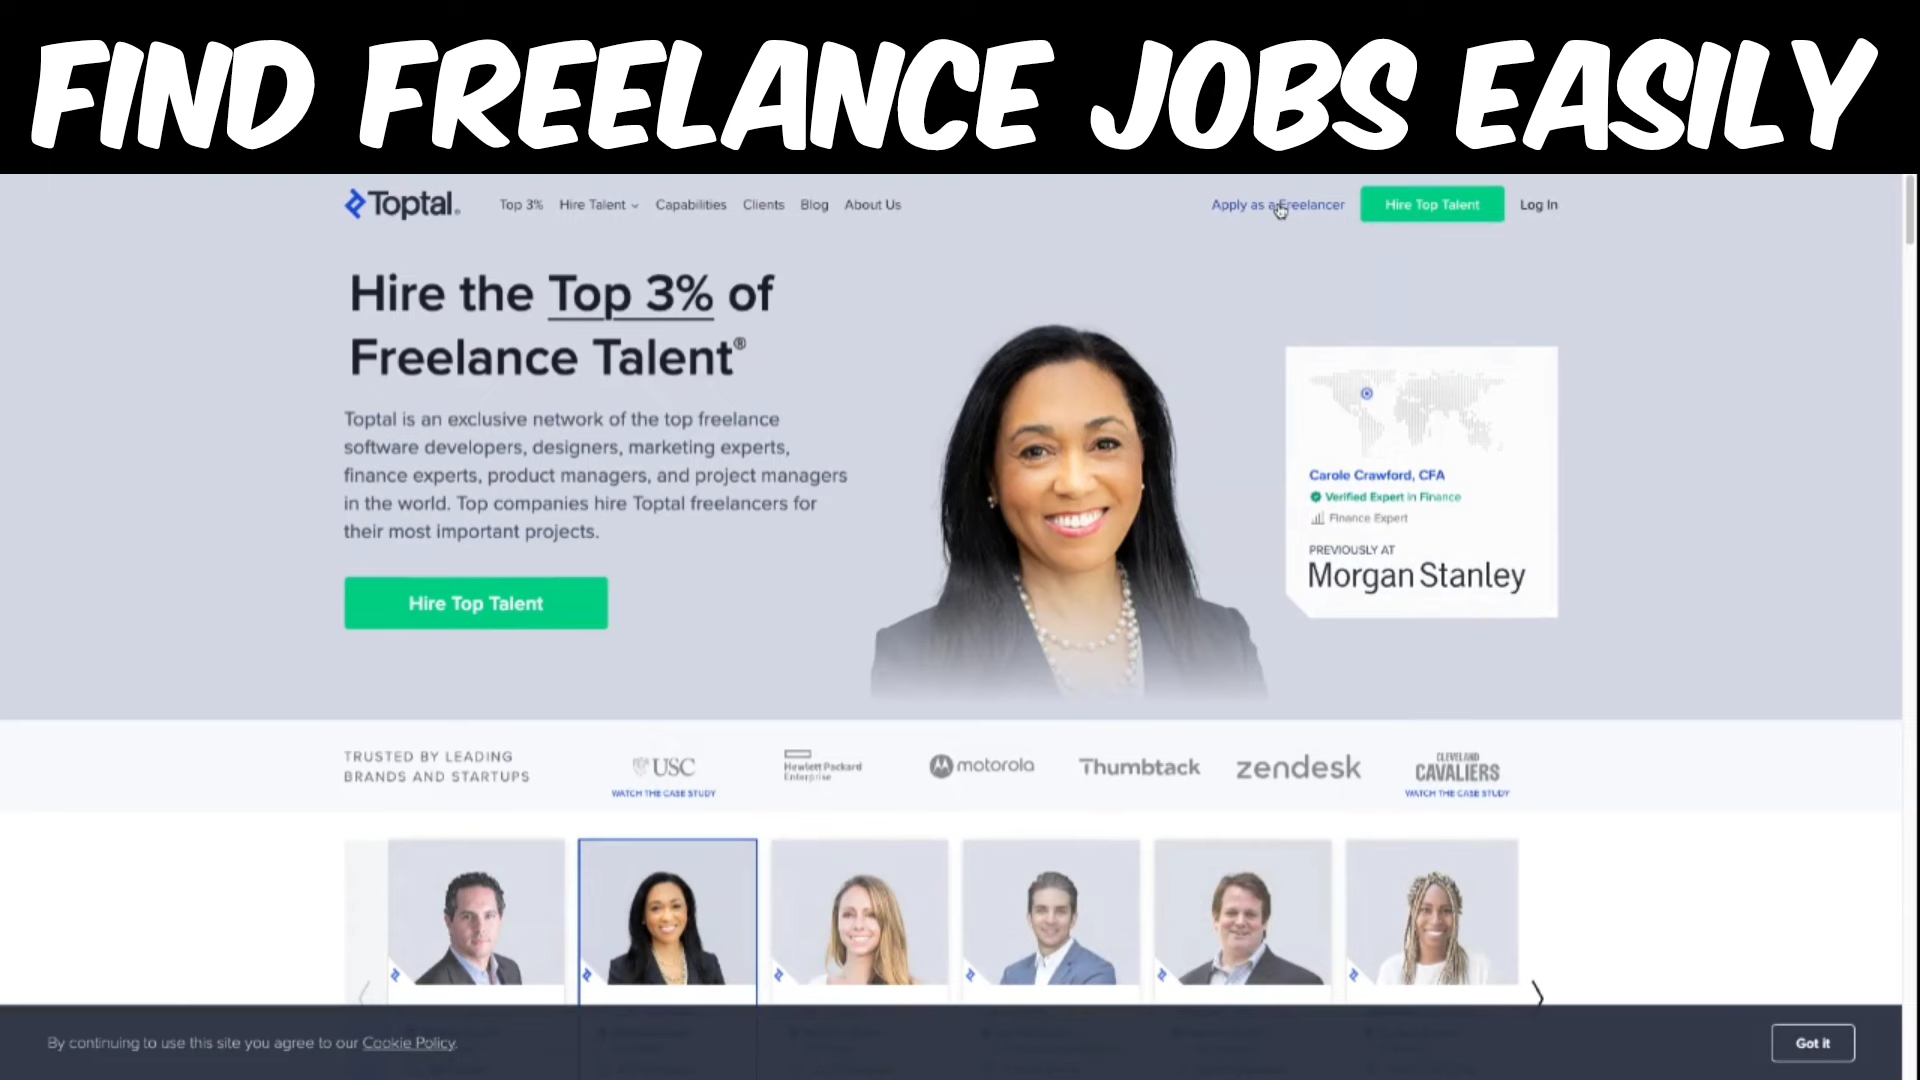 FIND FREELANCE JOBS EASILY
Toptal.
Top 3% Hire Talent Capabilities Clients Blog About Us
Apply as a Freelancer Hire Top Talent Log In
Hire the Top 3% of
Freelance Talent®
Toptal is an exclusive network of the top freelance
software developers, designers, marketing experts,
finance experts, product managers, and project managers
in the world. Top companies hire Toptal freelancers for
their most important projects.
Hire Top Talent
Carole Crawford, CFA
Verified Expert in Finance
Finance Expert
PREVIOUSLY AT
Morgan Stanley
TRUSTED BY LEADING
BRANDS AND STARTUPS
USC
WATCH THE CASE STUDY
Hewlett Packard
Enterprise
motorola
Thumbtack
zendesk
CLEVELAND
CAVALIERS
WATCH THE CASE STUDY
By continuing to use this site you agree to our Cookie Policy.
Got it